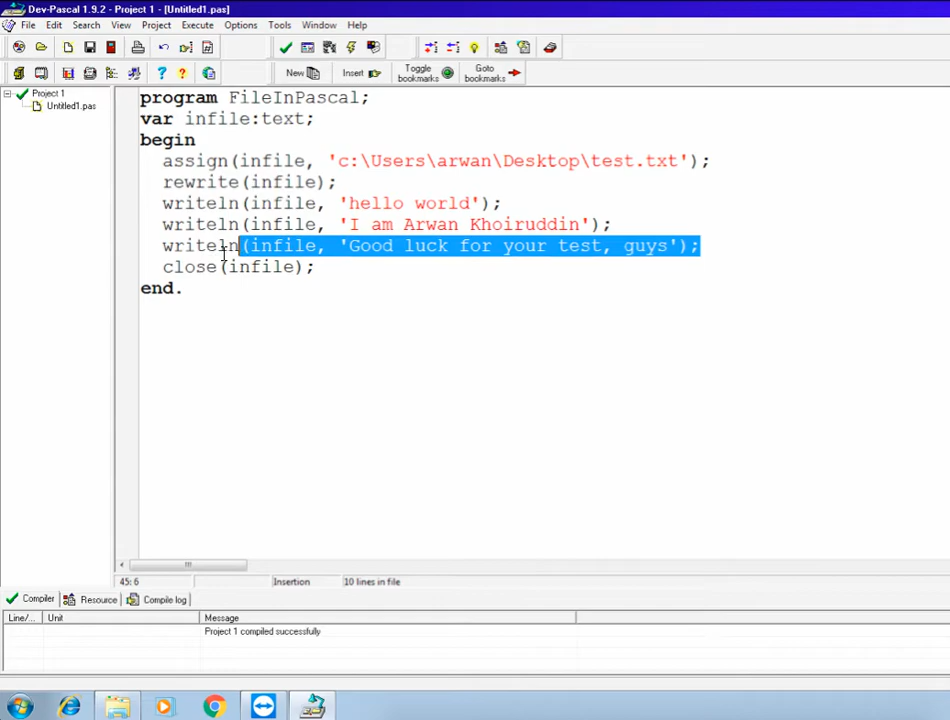 Dev-Pascal 1.9.2 - Project 1 - [Untitled1.pas]
File Edit Search View Project Execute Options Tools Window Help
New Insert Toggle bookmarks Goto bookmarks
Project 1
Untitled1.pas
program FileInPascal;
var infile:text;
begin
assign(infile, 'c:\Users\arwan\Desktop\test.txt');
rewrite(infile);
writeln(infile, 'hello world');
writeln(infile, 'I am Arwan Khoiruddin');
writeln(infile, 'Good luck for your test, guys');
close(infile);
end.
45: 6 Insertion 10 lines in file
Compiler Resource Compile log
Line/... Unit Message
Project 1 compiled successfully